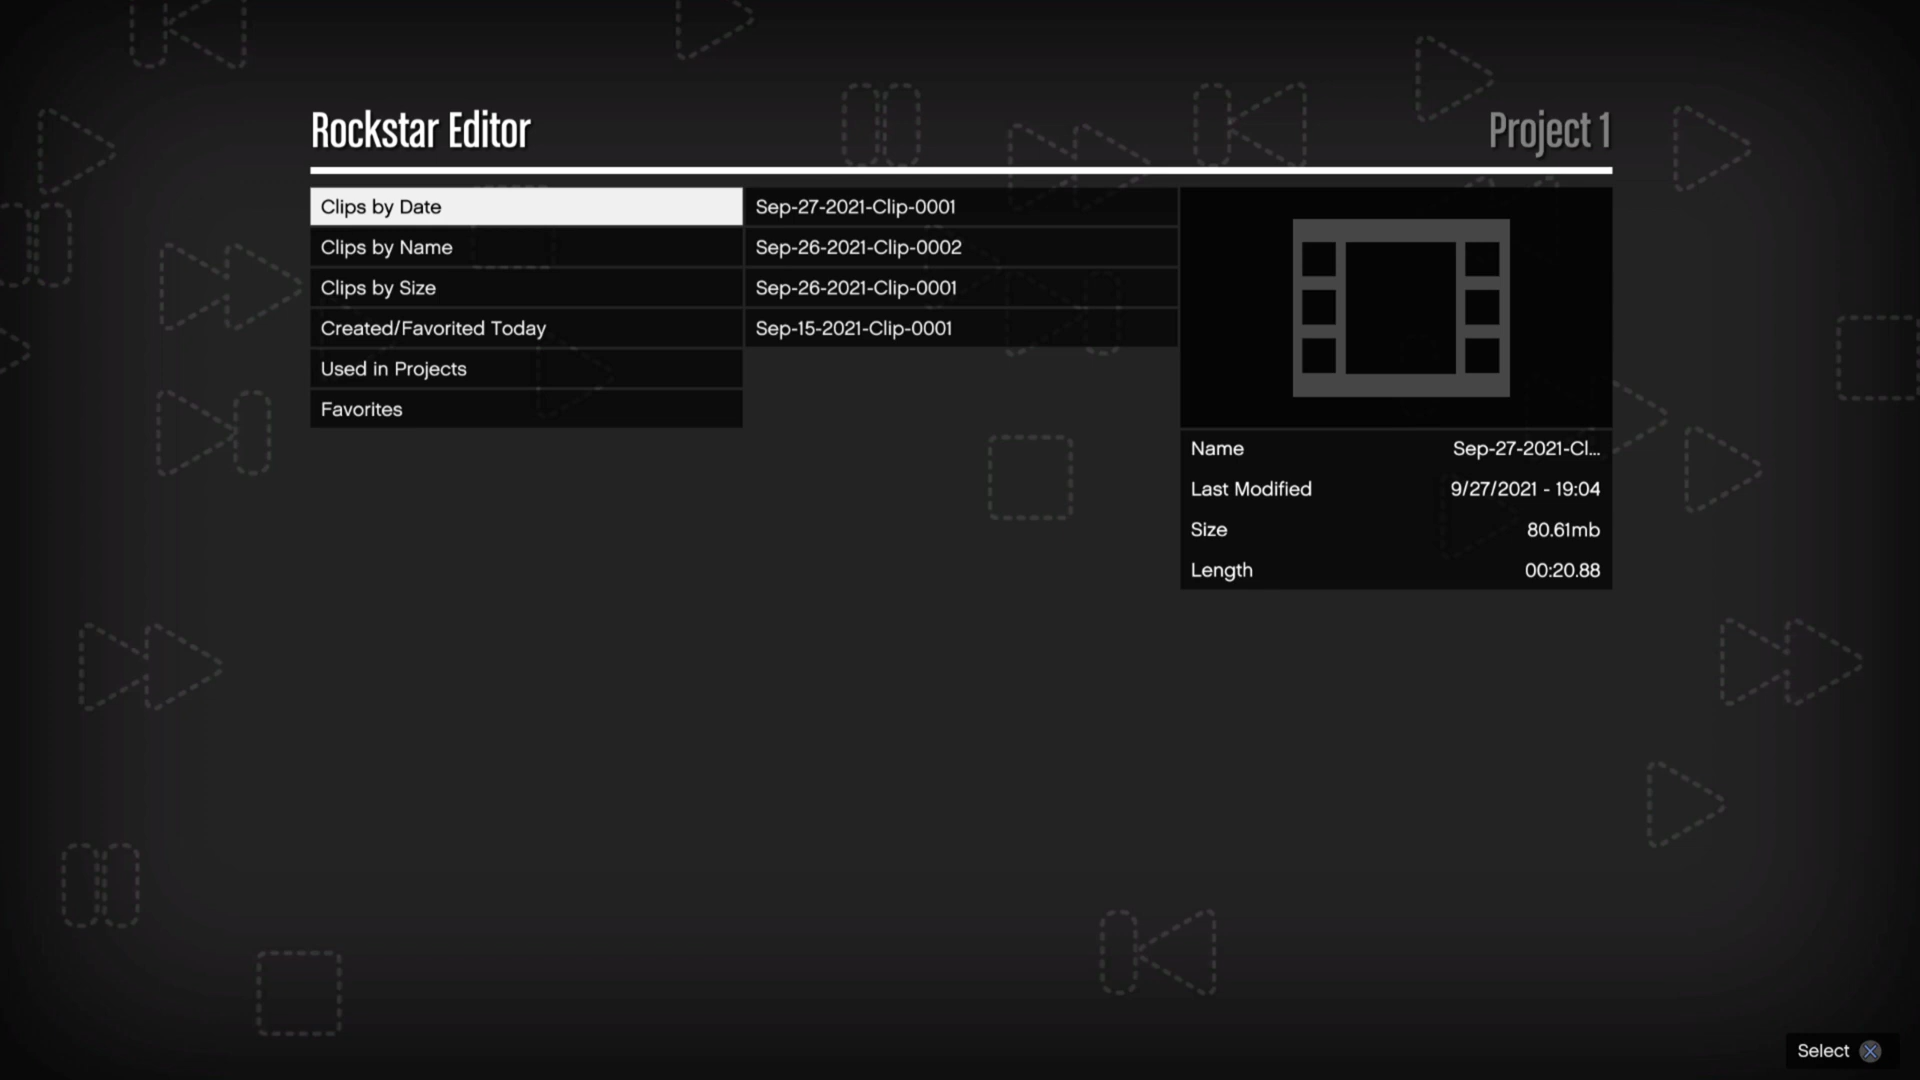 Rockstar Editor
Project 1
Clips by Date
Clips by Name
Clips by Size
Created/Favorited Today
Used in Projects
Favorites
Sep-27-2021-Clip-0001
Sep-26-2021-Clip-0002
Sep-26-2021-Clip-0001
Sep-15-2021-Clip-0001
Name Sep-27-2021-Cl...
Last Modified 9/27/2021 - 19:04
Size 80.61mb
Length 00:20.88
Select